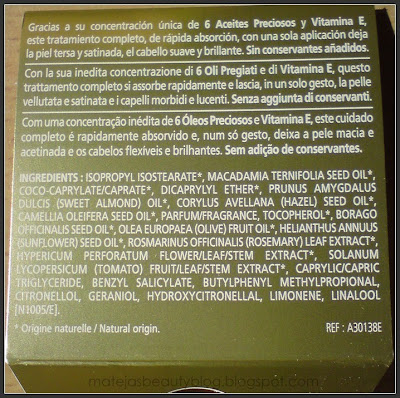 Gracias a su concentración única de 6 Aceites Preciosos y Vitamina E,
este tratamiento completo, de rápida absorción, con una sola aplicación deja
la piel tersa y satinada, el cabello suave y brillante. Sin conservantes añadidos.
Con la sua inedita concentrazione di 6 Oli Pregiati e di Vitamina E, questo
trattamento completo si assorbe rapidamente e lascia, in un solo gesto, la pelle
vellutata e satinata e i capelli morbidi e lucenti. Senza aggiunta di conservanti.
Com uma concentração inédita de 6 Óleos Preciosos e Vitamina E, este cuidado
completo é rapidamente absorvido e, num só gesto, deixa a pele macia e
acetinada e os cabelos flexíveis e brilhantes. Sem adição de conservantes.
INGREDIENTS : ISOPROPYL ISOSTEARATE*, MACADAMIA TERNIFOLIA SEED OIL*,
COCO-CAPRYLATE/CAPRATE*, DICAPRYLYL ETHER*, PRUNUS AMYGDALUS
DULCIS (SWEET ALMOND) OIL*, CORYLUS AVELLANA (HAZEL) SEED OIL*,
CAMELLIA OLEIFERA SEED OIL*, PARFUM/FRAGRANCE, TOCOPHEROL*, BORAGO
OFFICINALIS SEED OIL*, OLEA EUROPAEA (OLIVE) FRUIT OIL*, HELIANTHUS ANNUUS
(SUNFLOWER) SEED OIL*, ROSMARINUS OFFICINALIS (ROSEMARY) LEAF EXTRACT*,
HYPERICUM PERFORATUM FLOWER/LEAF/STEM EXTRACT*, SOLANUM
LYCOPERSICUM (TOMATO) FRUIT/LEAF/STEM EXTRACT*, CAPRYLIC/CAPRIC
TRIGLYCERIDE, BENZYL SALICYLATE, BUTYLPHENYL METHYLPROPIONAL,
CITRONELLOL, GERANIOL, HYDROXYCITRONELLAL, LIMONENE, LINALOOL
[N1005/E].
* Origine naturelle / Natural origin.
REF : A30138E
matejasbeautyblog.blogspot.com